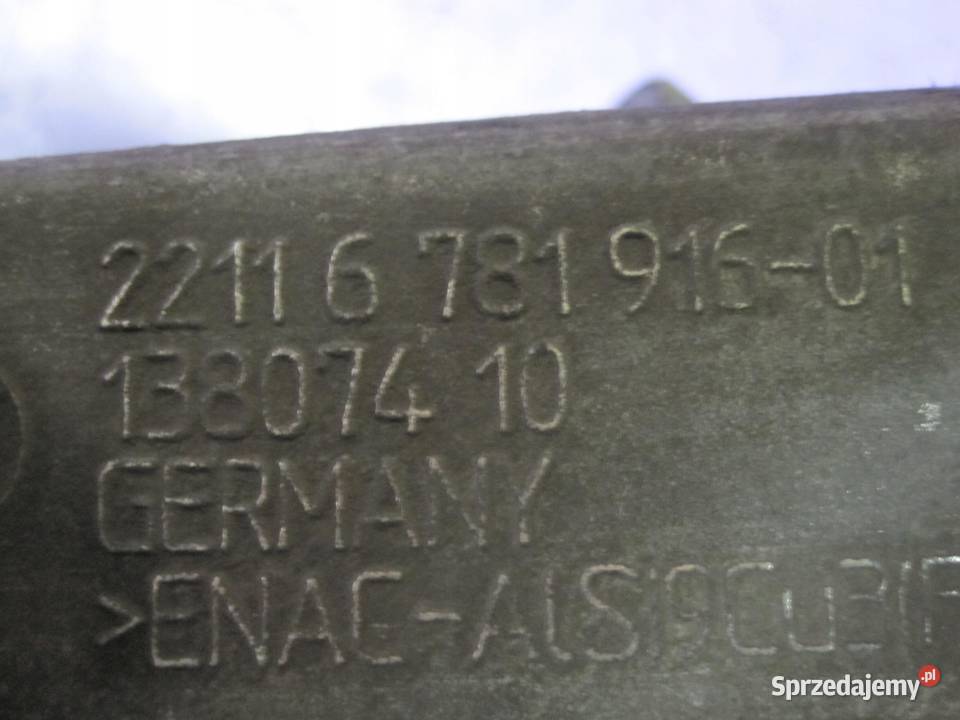 2211 6 781 916-01
138074 10
GERMANY
>ENAC-AlSi9Cu3(F
Sprzedajemy.pl